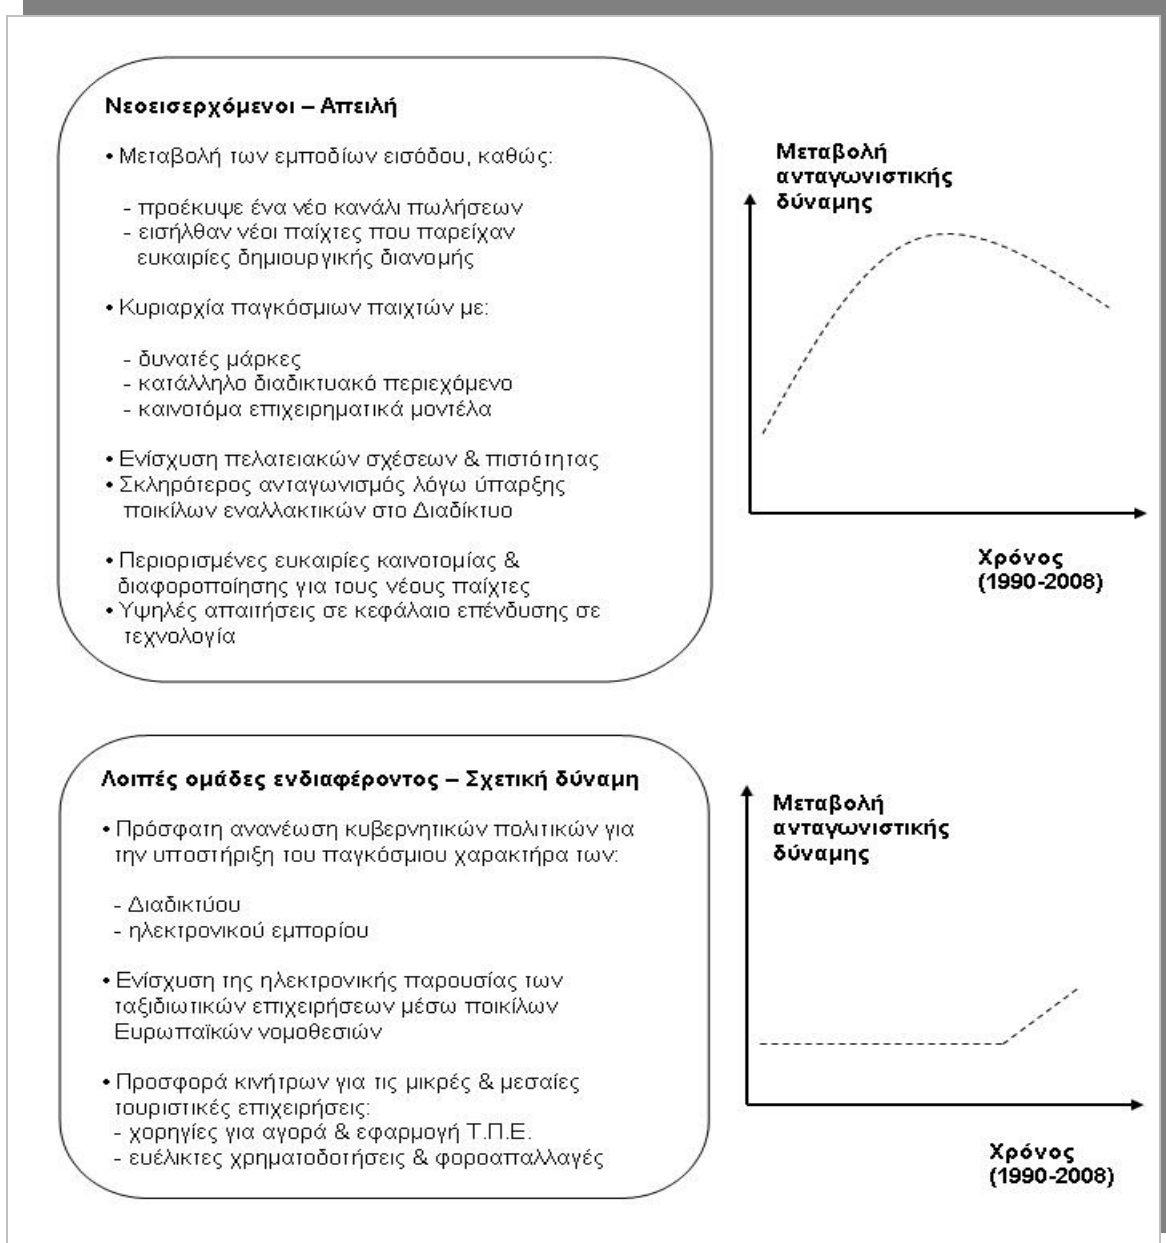 Νεοεισερχόμενοι – Απειλή
• Μεταβολή των εμποδίων εισόδου, καθώς:
- προέκυψε ένα νέο κανάλι πωλήσεων
- εισήλθαν νέοι παίχτες που παρείχαν
ευκαιρίες δημιουργικής διανομής
• Κυριαρχία παγκόσμιων παιχτών με:
- δυνατές μάρκες
- κατάλληλο διαδικτυακό περιεχόμενο
- καινοτόμα επιχειρηματικά μοντέλα
• Ενίσχυση πελατειακών σχέσεων & πιστότητας
• Σκληρότερος ανταγωνισμός λόγω ύπαρξης
ποικίλων εναλλακτικών στο Διαδίκτυο
• Περιορισμένες ευκαιρίες καινοτομίας &
διαφοροποίησης για τους νέους παίχτες
• Υψηλές απαιτήσεις σε κεφάλαιο επένδυσης σε
τεχνολογία
Μεταβολή
ανταγωνιστικής
δύναμης
Χρόνος
(1990-2008)
Λοιπές ομάδες ενδιαφέροντος – Σχετική δύναμη
• Πρόσφατη ανανέωση κυβερνητικών πολιτικών για
την υποστήριξη του παγκόσμιου χαρακτήρα των:
- Διαδικτύου
- ηλεκτρονικού εμπορίου
• Ενίσχυση της ηλεκτρονικής παρουσίας των
ταξιδιωτικών επιχειρήσεων μέσω ποικίλων
Ευρωπαϊκών νομοθεσιών
• Προσφορά κινήτρων για τις μικρές & μεσαίες
τουριστικές επιχειρήσεις:
- χορηγίες για αγορά & εφαρμογή Τ.Π.Ε.
- ευέλικτες χρηματοδοτήσεις & φοροαπαλλαγές
Μεταβολή
ανταγωνιστικής
δύναμης
Χρόνος
(1990-2008)